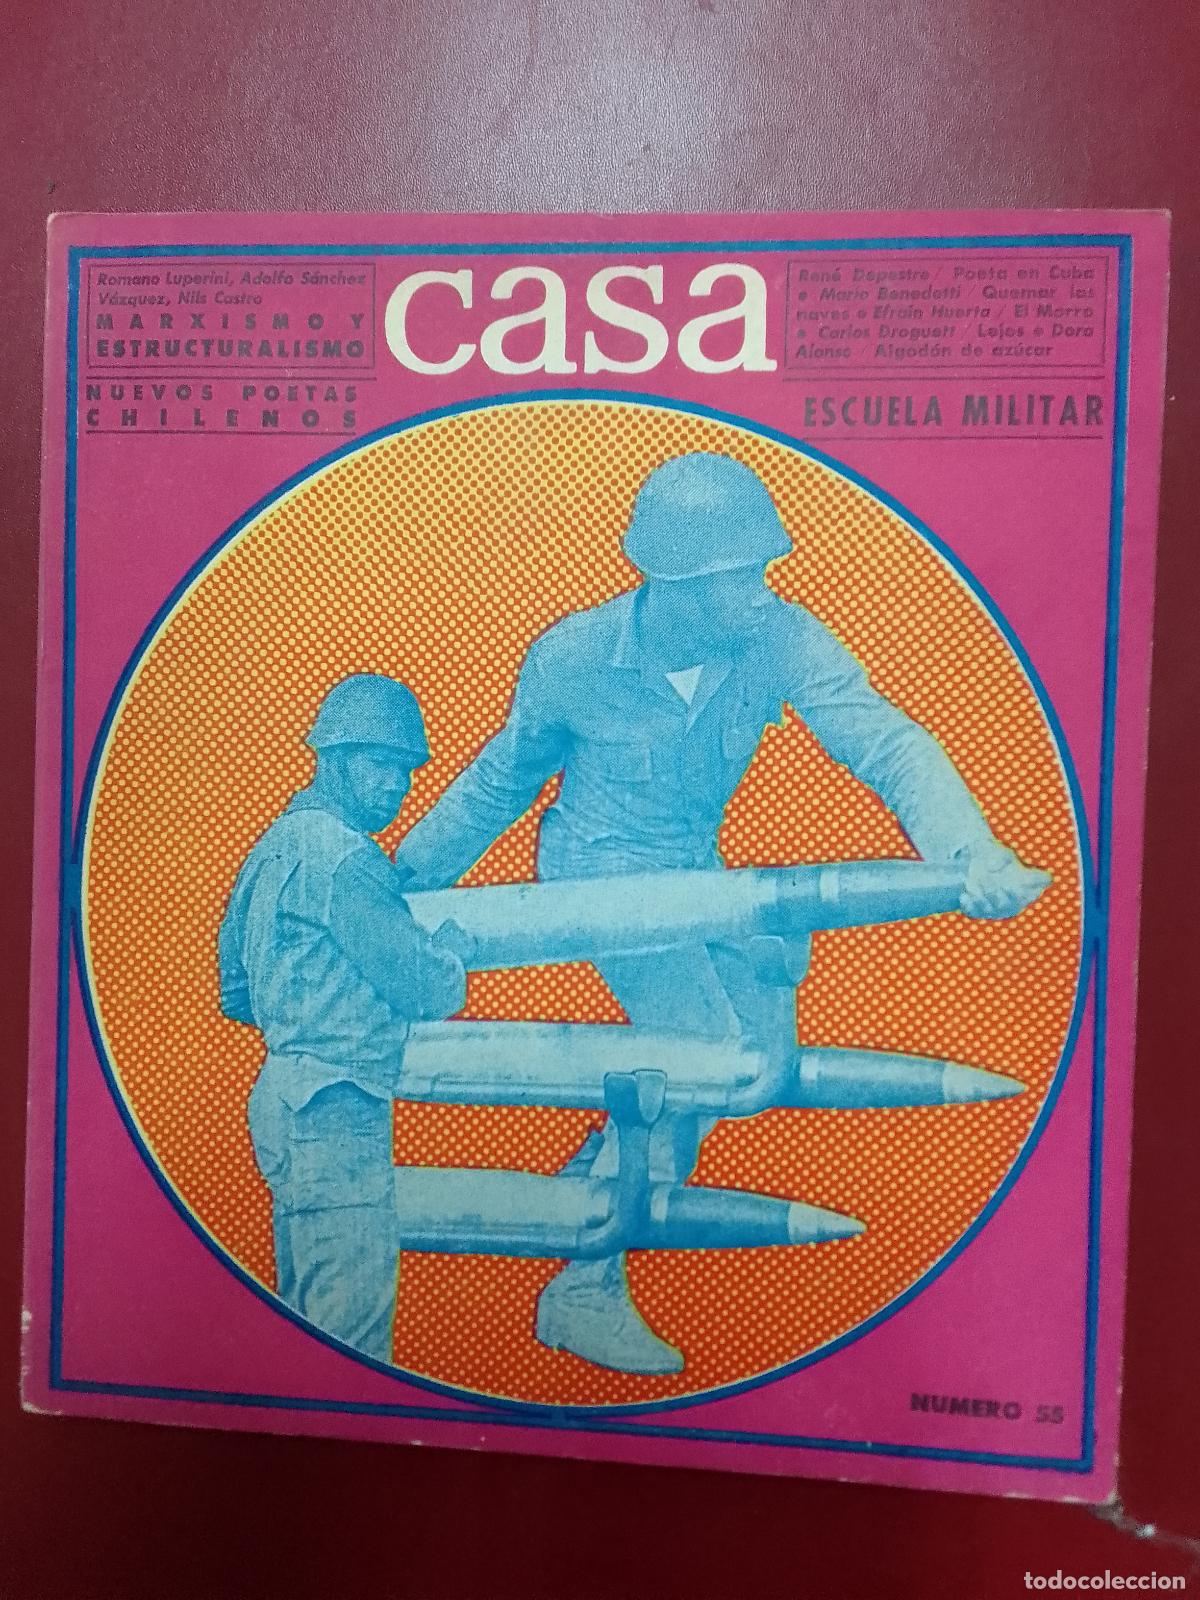 Romano Luperini, Adolfo Sánchez
Vázquez, Nils Castro
MARXISMO Y
ESTRUCTURALISMO
NUEVOS POETAS
CHILENOS
casa
René Depestre / Poeta en Cuba
• Mario Benedetti / Quemar las
naves • Efraín Huerta / El Morro
• Carlos Droguett / Lejos • Dora
Alonso / Algodón de azúcar
ESCUELA MILITAR
NUMERO 55
todocoleccion